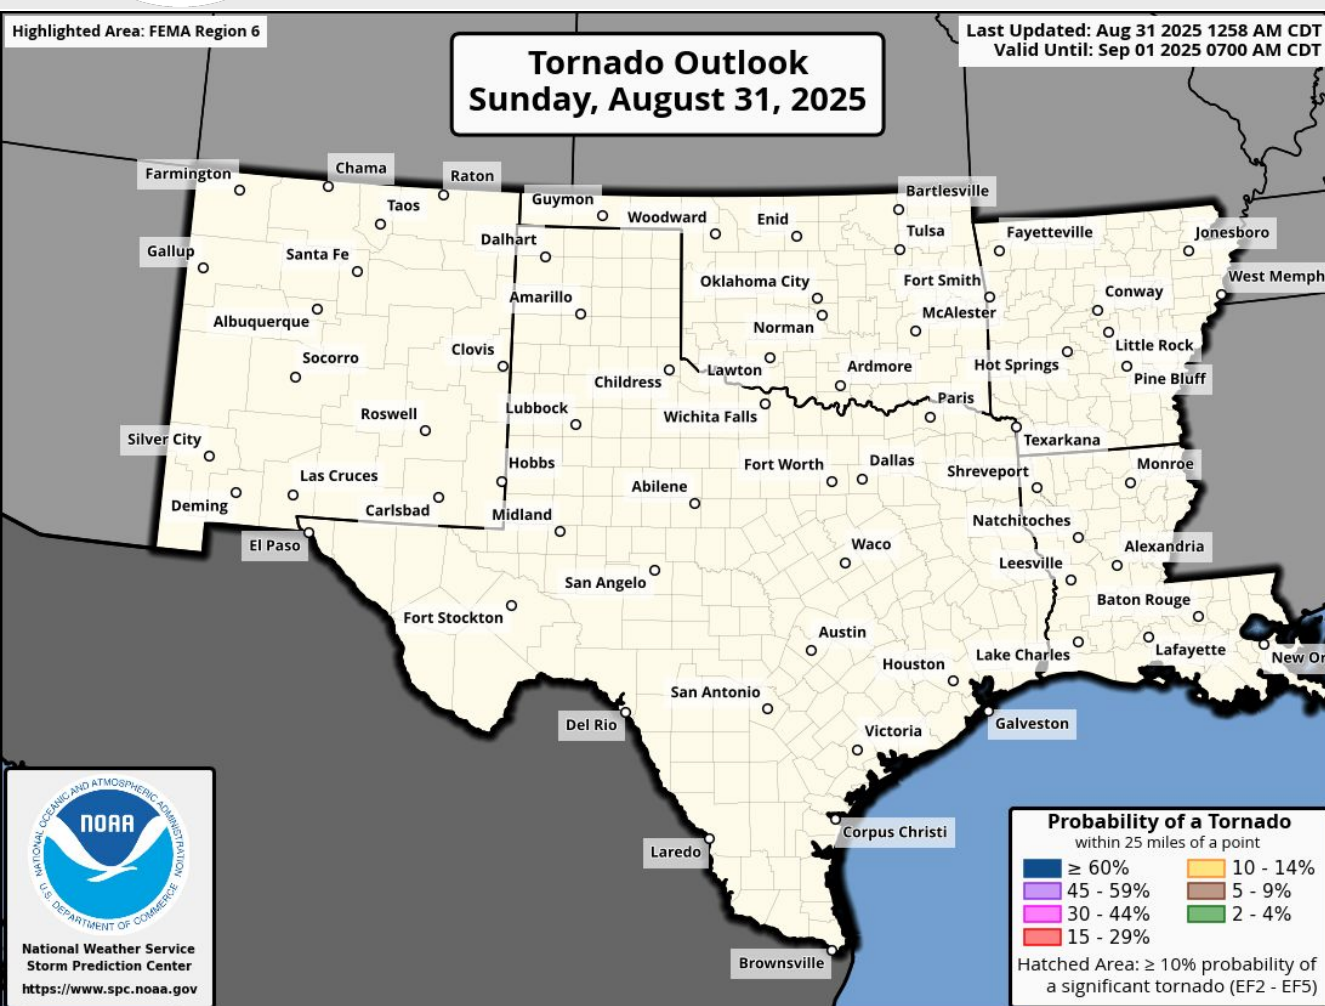 Highlighted Area: FEMA Region 6
Last Updated: Aug 31 2025 1258 AM CDT
Valid Until: Sep 01 2025 0700 AM CDT
Tornado Outlook
Sunday, August 31, 2025
Farmington
Chama
Raton
Taos
Guymon
Woodward
Enid
Bartlesville
Tulsa
Fayetteville
Jonesboro
Gallup
Santa Fe
Dalhart
Oklahoma City
Fort Smith
West Memph
Conway
Amarillo
Albuquerque
Norman
McAlester
Little Rock
Socorro
Clovis
Childress
Lawton
Ardmore
Hot Springs
Pine Bluff
Roswell
Lubbock
Wichita Falls
Paris
Texarkana
Silver City
Las Cruces
Hobbs
Fort Worth
Dallas
Shreveport
Monroe
Deming
Carlsbad
Midland
Abilene
Natchitoches
El Paso
Waco
Alexandria
San Angelo
Leesville
Fort Stockton
Baton Rouge
Austin
Houston
Lake Charles
Lafayette
New Or
San Antonio
Del Rio
Victoria
Galveston
Laredo
Corpus Christi
Brownsville
NATIONAL OCEANIC AND ATMOSPHERIC ADMINISTRATION
NOAA
U.S. DEPARTMENT OF COMMERCE
National Weather Service
Storm Prediction Center
https://www.spc.noaa.gov
Probability of a Tornado
within 25 miles of a point
≥ 60%
10 - 14%
45 - 59%
5 - 9%
30 - 44%
2 - 4%
15 - 29%
Hatched Area: ≥ 10% probability of
a significant tornado (EF2 - EF5)